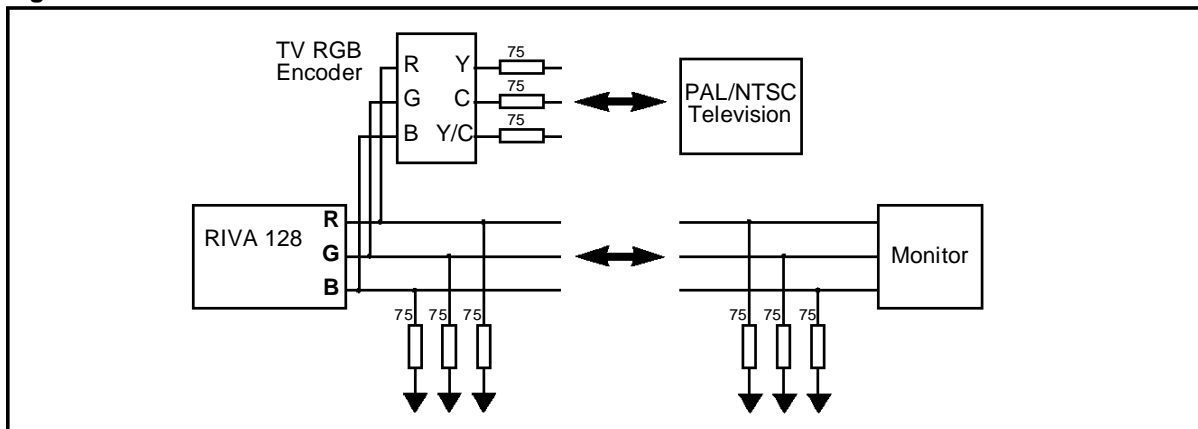 TV RGB
Encoder
R Y
G C
B Y/C
75
75
75
PAL/NTSC
Television
RIVA 128
R
G
B
75 75 75
75 75 75
Monitor